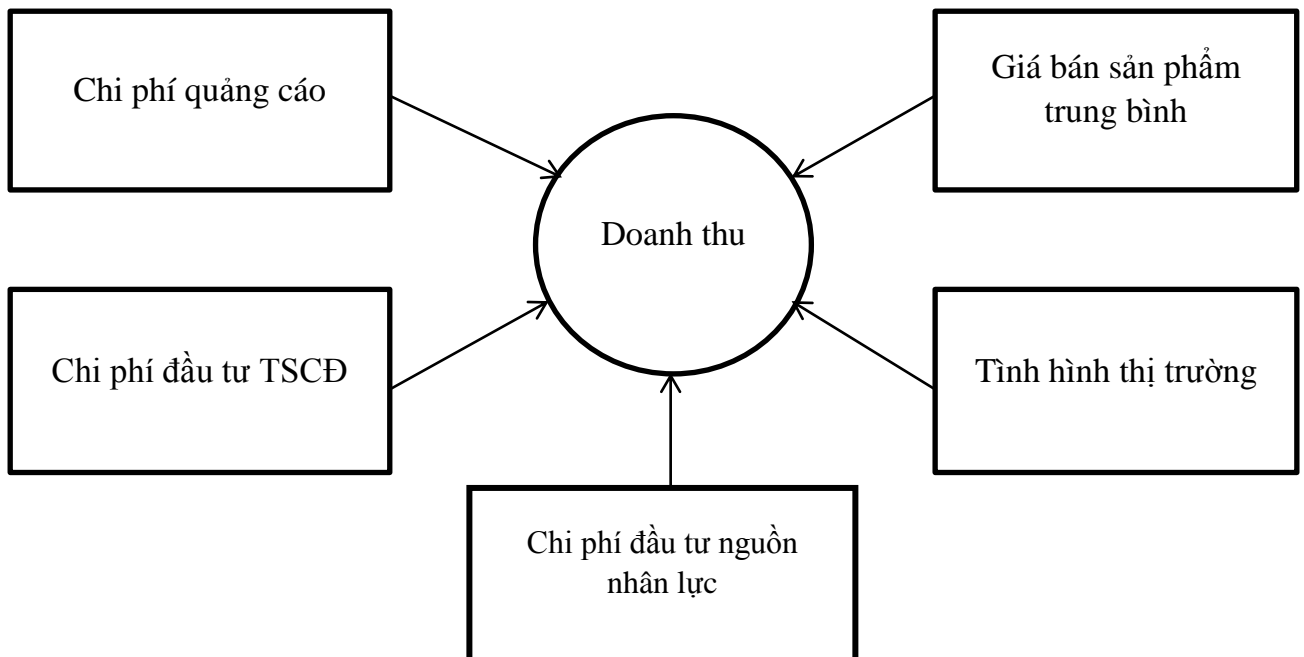 Chi phí quảng cáo
Giá bán sản phẩm
trung bình
Doanh thu
Chi phí đầu tư TSCĐ
Tình hình thị trường
Chi phí đầu tư nguồn
nhân lực